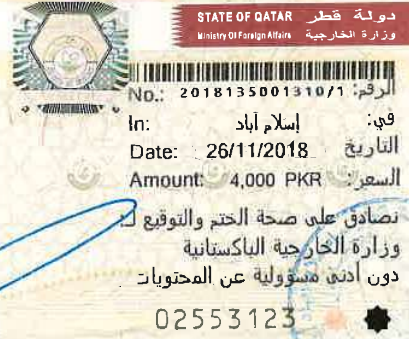 STATE OF QATAR دولة قطر
Ministry Of Foreign Affairs وزارة الخارجية
No.: 2018135001310/1 الرقم:
In: إسلام آباد في:
Date: 26/11/2018 التاريخ
Amount: 4,000 PKR السعر:
نصادق على صحة الختم والتوقيع لـ:
وزارة الخارجية الباكستانية
دون أدنى مسؤولية عن المحتويات
02553123